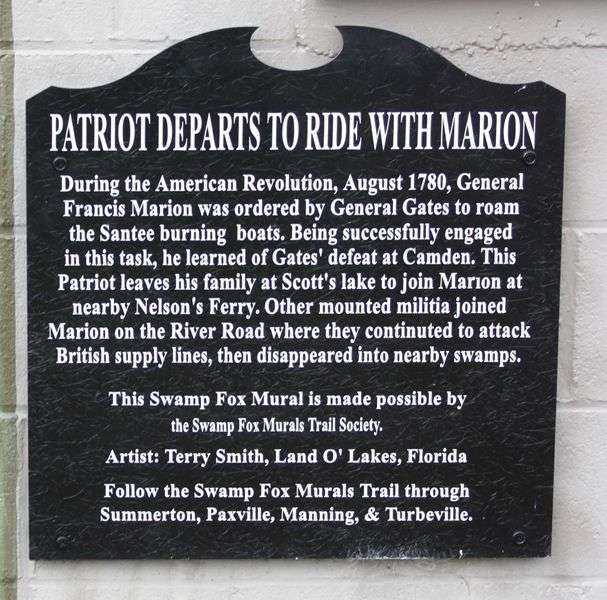 PATRIOT DEPARTS TO RIDE WITH MARION
During the American Revolution, August 1780, General
Francis Marion was ordered by General Gates to roam
the Santee burning boats. Being successfully engaged
in this task, he learned of Gates' defeat at Camden. This
Patriot leaves his family at Scott's lake to join Marion at
nearby Nelson's Ferry. Other mounted militia joined
Marion on the River Road where they continuted to attack
British supply lines, then disappeared into nearby swamps.
This Swamp Fox Mural is made possible by
the Swamp Fox Murals Trail Society.
Artist: Terry Smith, Land O' Lakes, Florida
Follow the Swamp Fox Murals Trail through
Summerton, Paxville, Manning, & Turbeville.